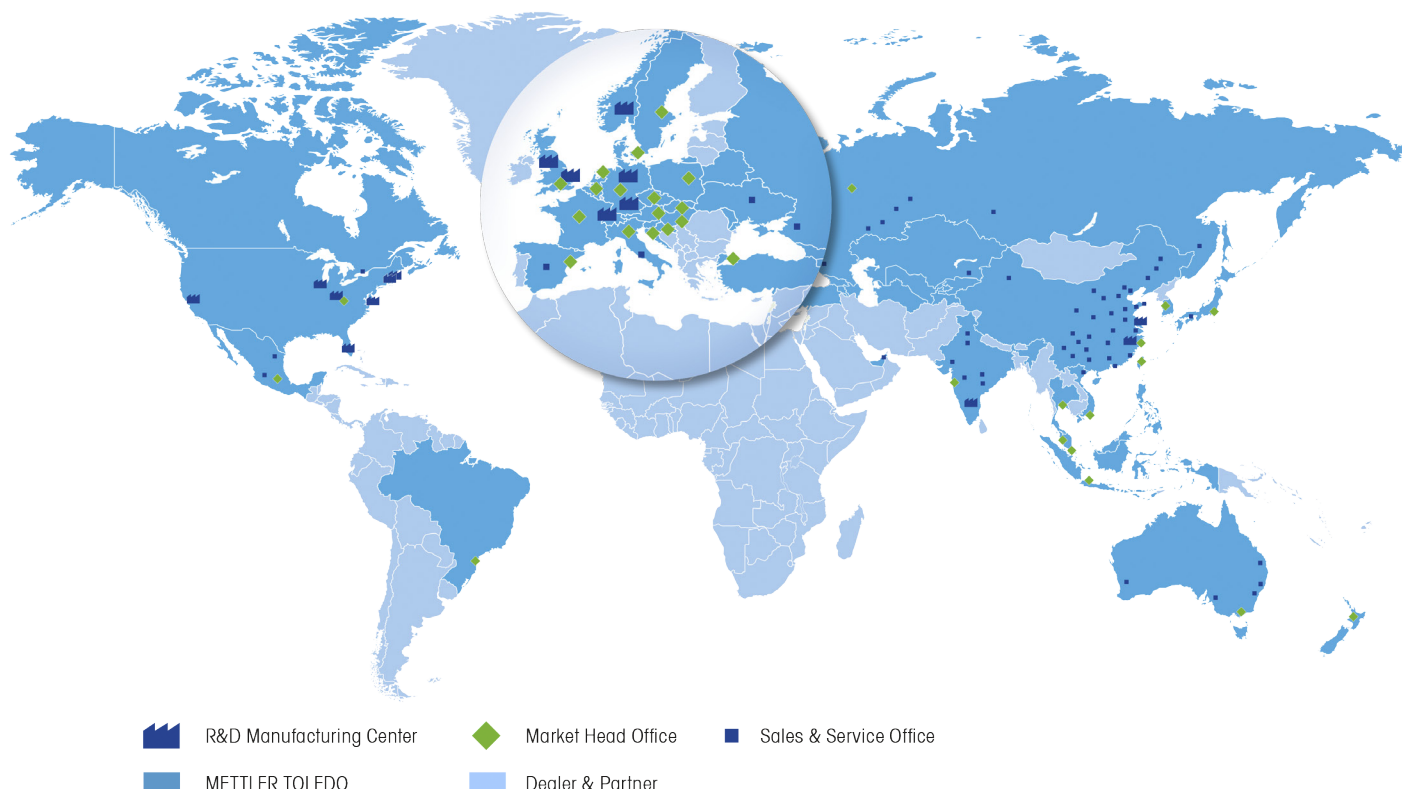 R&D Manufacturing Center
Market Head Office
Sales & Service Office
METTLER TOLEDO
Dealer & Partner